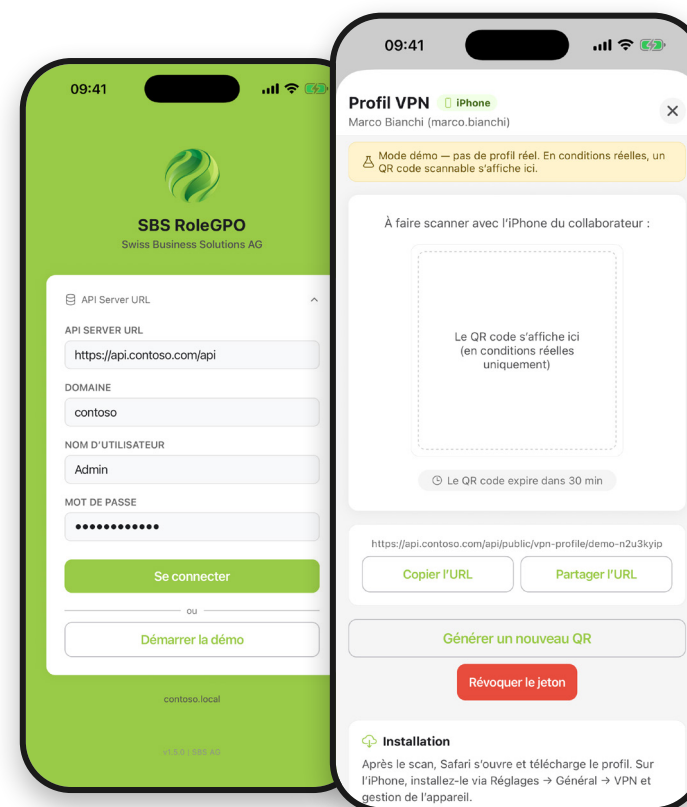 09:41
SBS RoleGPO
Swiss Business Solutions AG
API Server URL
API SERVER URL
https://api.contoso.com/api
DOMAINE
contoso
NOM D'UTILISATEUR
Admin
MOT DE PASSE
••••••••••••
Se connecter
ou
Démarrer la démo
contoso.local
v1.5.0 | SBS AG
09:41
Profil VPN
iPhone
Marco Bianchi (marco.bianchi)
Mode démo — pas de profil réel. En conditions réelles, un
QR code scannable s'affiche ici.
À faire scanner avec l'iPhone du collaborateur :
Le QR code s'affiche ici
(en conditions réelles
uniquement)
Le QR code expire dans 30 min
https://api.contoso.com/api/public/vpn-profile/demo-n2u3kyip
Copier l'URL
Partager l'URL
Générer un nouveau QR
Révoquer le jeton
Installation
Après le scan, Safari s'ouvre et télécharge le profil. Sur
l'iPhone, installez-le via Réglages → Général → VPN et
gestion de l'appareil.